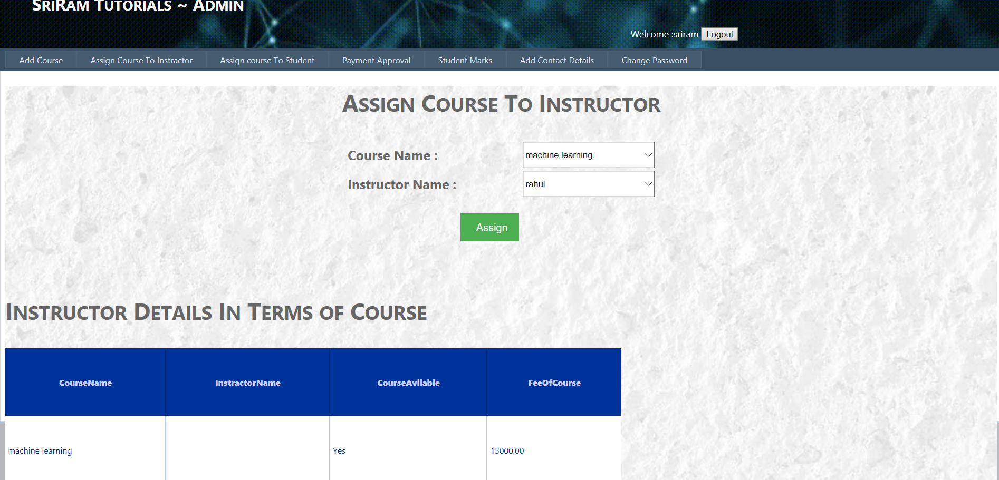 SriRam Tutorials ~ Admin
Welcome :sriram Logout
Add Course Assign Course To Instructor Assign course To Student Payment Approval Student Marks Add Contact Details Change Password
Assign Course To Instructor
Course Name : machine learning
Instructor Name : rahul
Assign
Instructor Details In Terms of Course
CourseName InstractorName CourseAvilable FeeOfCourse
machine learning Yes 15000.00